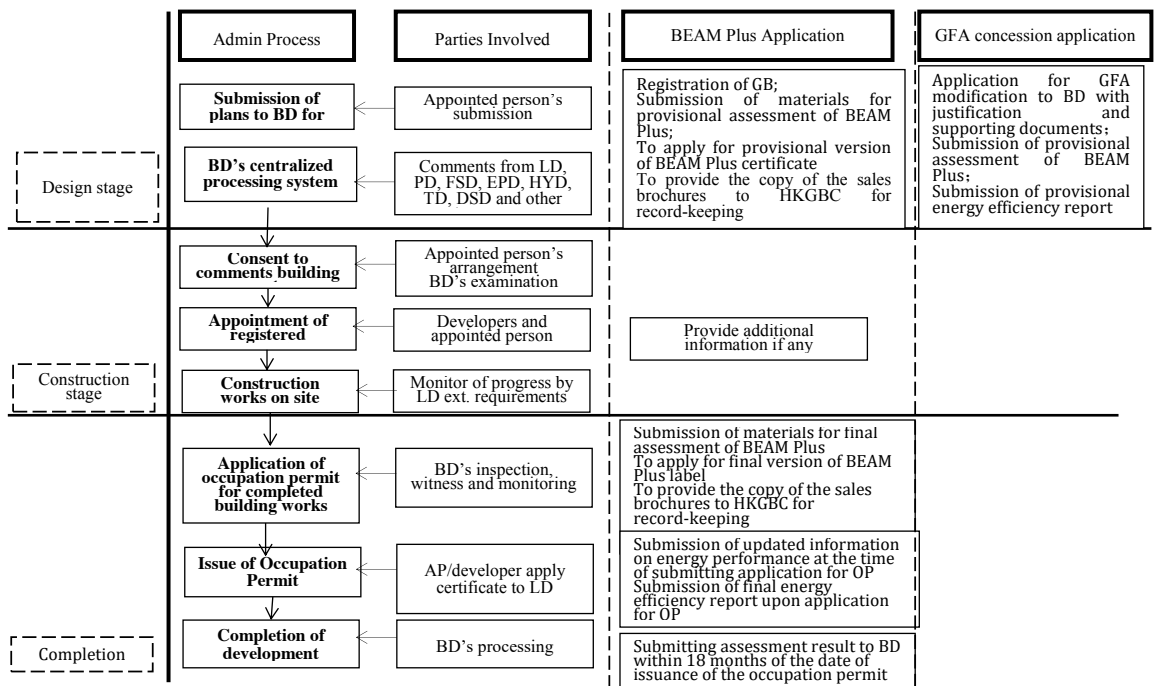 Admin Process
Parties Involved
BEAM Plus Application
GFA concession application
Design stage
Submission of
plans to BD for
Appointed person's
submission
BD's centralized
processing system
Comments from LD,
PD, FSD, EPD, HYD,
TD, DSD and other
Registration of GB;
Submission of materials for
provisional assessment of BEAM
Plus;
To apply for provisional version
of BEAM Plus certificate
To provide the copy of the sales
brochures to HKGBC for
record-keeping
Application for GFA
modification to BD with
justification and
supporting documents;
Submission of provisional
assessment of BEAM
Plus;
Submission of provisional
energy efficiency report
Construction
stage
Consent to
comments building
Appointed person's
arrangement
BD's examination
Appointment of
registered
Developers and
appointed person
Provide additional
information if any
Construction
works on site
Monitor of progress by
LD ext. requirements
Completion
Application of
occupation permit
for completed
building works
BD's inspection,
witness and monitoring
Submission of materials for final
assessment of BEAM Plus
To apply for final version of BEAM
Plus label
To provide the copy of the sales
brochures to HKGBC for
record-keeping
Issue of Occupation
Permit
AP/developer apply
certificate to LD
Submission of updated information
on energy performance at the time
of submitting application for OP
Submission of final energy
efficiency report upon application
for OP
Completion of
development
BD's processing
Submitting assessment result to BD
within 18 months of the date of
issuance of the occupation permit